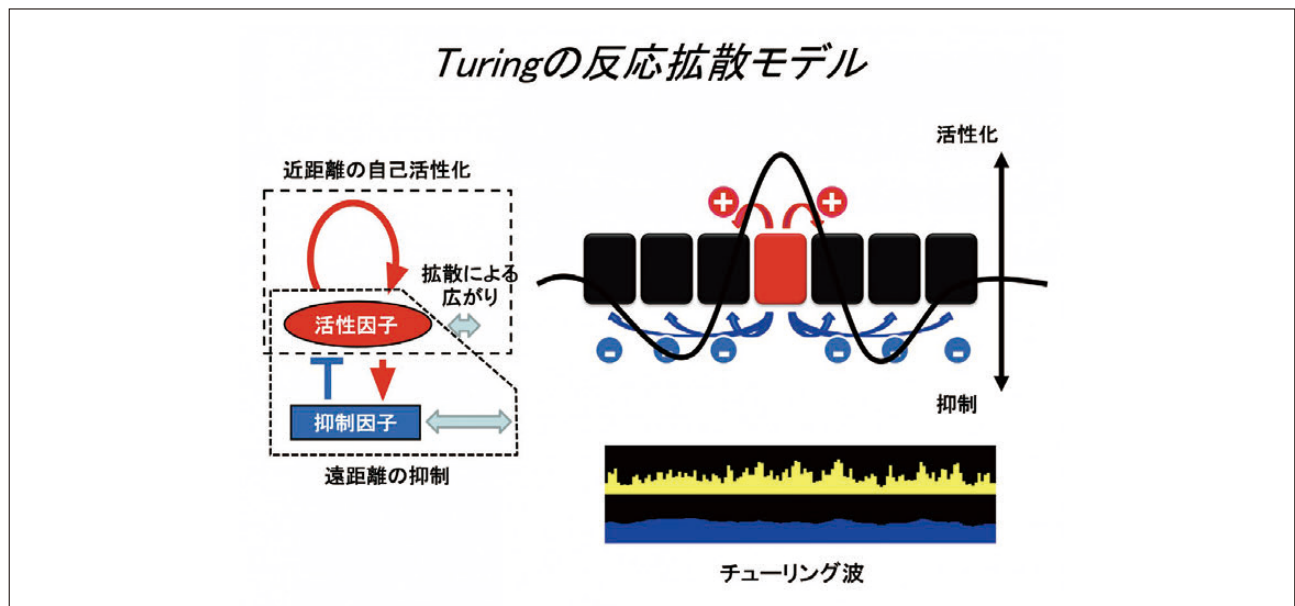 Turingの反応拡散モデル
近距離の自己活性化
拡散による
広がり
活性因子
抑制因子
遠距離の抑制
活性化
+
+
-
-
-
-
-
-
抑制
チューリング波